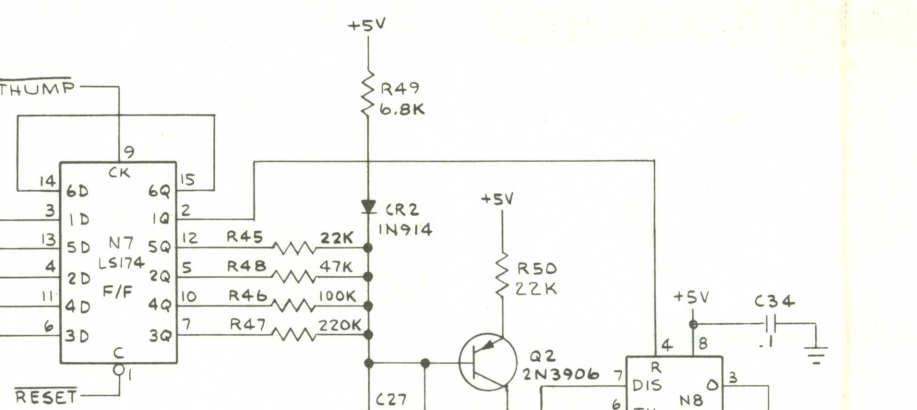 +5V
THUMP
R49
6.8K
9
CK
14 6D 6Q 15
3 1D 1Q 2
+5V
CR2
1N914
13 5D N7 5Q 12 R45 22K
4 2D LS174 2Q 5 R48 47K
11 4D F/F 4Q 10 R46 100K
6 3D 3Q 7 R47 220K
R50
22K
+5V
C34
.1
C
1
RESET
Q2
2N3906
C27
4 8
R
7 DIS O 3
N8
6